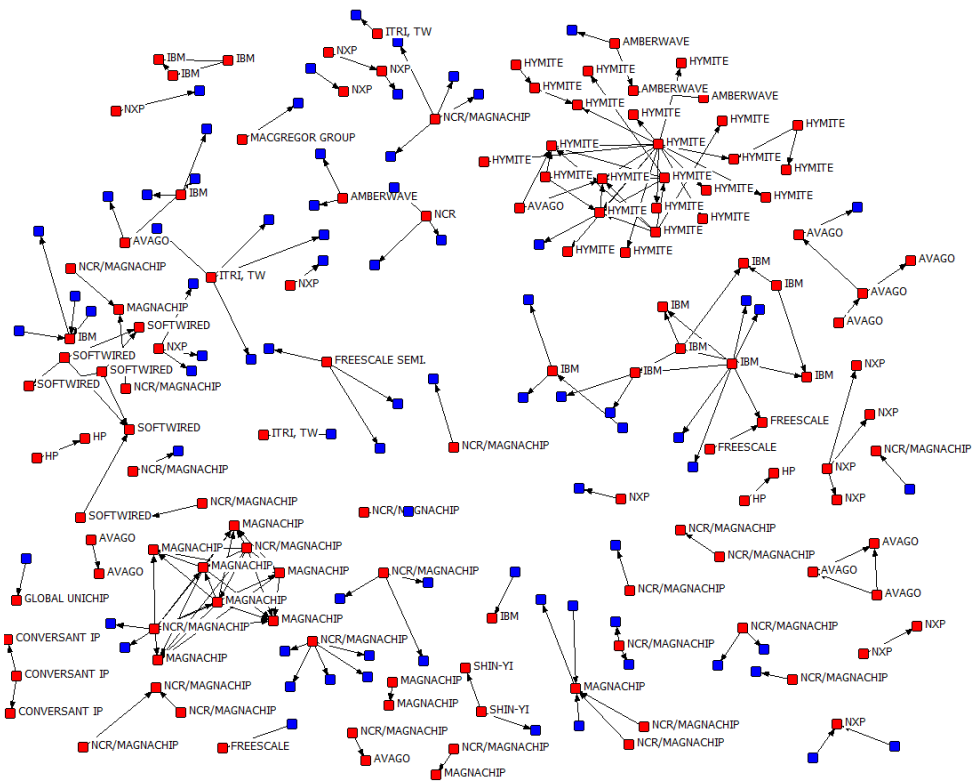 ITRI, TW
AMBERWAVE
IBM
IBM
NXP
HYMITE
HYMITE
HYMITE
IBM
NXP
HYMITE
NXP
AMBERWAVE
AMBERWAVE
NXP
HYMITE
HYMITE
NCR/MAGNACHIP
HYMITE
HYMITE
MACGREGOR GROUP
HYMITE
HYMITE
HYMITE
HYMITE
HYMITE
HYMITE
HYMITE
HYMITE
HYMITE
IBM
AMBERWAVE
HYMITE
HYMITE
AVAGO
HYMITE
HYMITE
NCR
HYMITE
HYMITE
AVAGO
AVAGO
HYMITE
HYMITE
AVAGO
NCR/MAGNACHIP
ITRI, TW
IBM
NXP
IBM
AVAGO
MAGNACHIP
IBM
AVAGO
SOFTWIRED
IBM
NXP
IBM
SOFTWIRED
FREESCALE SEMI.
IBM
NXP
SOFTWIRED
IBM
IBM
IBM
SOFTWIRED
NCR/MAGNACHIP
NXP
FREESCALE
SOFTWIRED
ITRI, TW
HP
NCR/MAGNACHIP
FREESCALE
NCR/MAGNACHIP
HP
NCR/MAGNACHIP
NXP
HP
HP
NXP
NXP
NCR/MAGNACHIP
SOFTWIRED
NCR/MAGNACHIP
MAGNACHIP
NCR/MAGNACHIP
AVAGO
MAGNACHIP
NCR/MAGNACHIP
AVAGO
NCR/MAGNACHIP
MAGNACHIP
AVAGO
MAGNACHIP
NCR/MAGNACHIP
AVAGO
NCR/MAGNACHIP
AVAGO
GLOBAL UNICHIP
MAGNACHIP
IBM
MAGNACHIP
NCR/MAGNACHIP
NCR/MAGNACHIP
NXP
CONVERSANT IP
NCR/MAGNACHIP
NCR/MAGNACHIP
NXP
MAGNACHIP
SHIN-YI
CONVERSANT IP
MAGNACHIP
NCR/MAGNACHIP
NCR/MAGNACHIP
MAGNACHIP
MAGNACHIP
CONVERSANT IP
NCR/MAGNACHIP
SHIN-YI
NXP
NCR/MAGNACHIP
NCR/MAGNACHIP
FREESCALE
NCR/MAGNACHIP
NCR/MAGNACHIP
AVAGO
AVAGO
MAGNACHIP